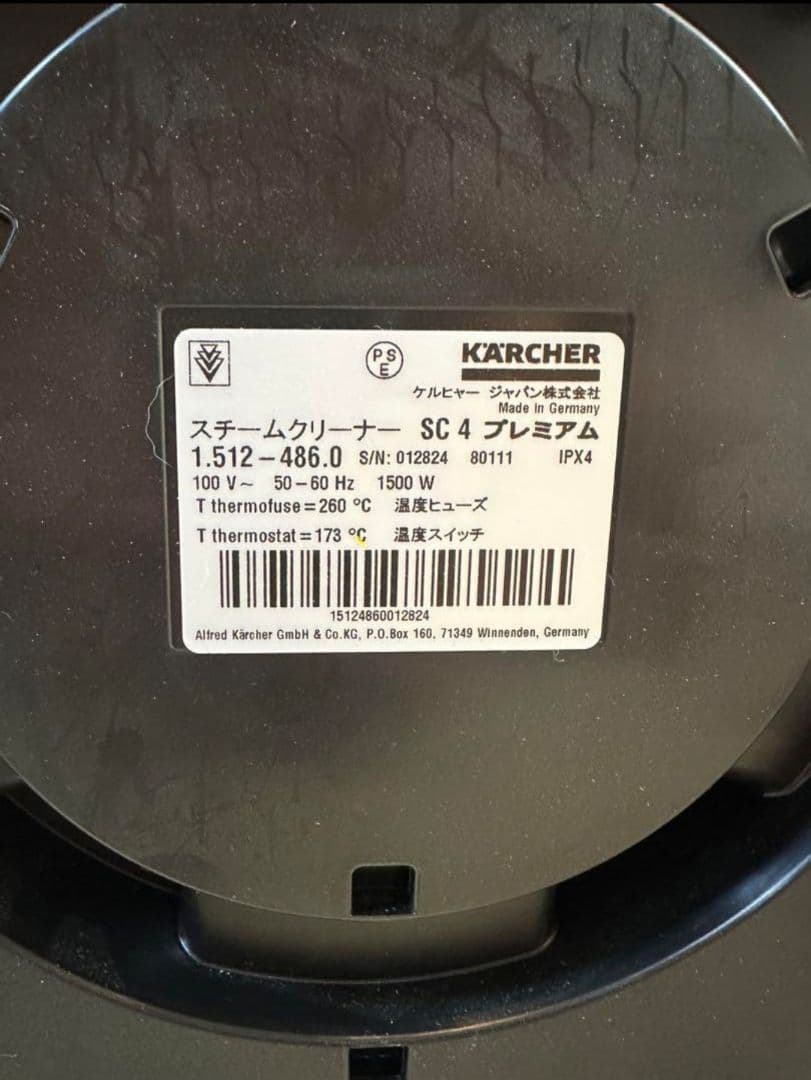 PSE
KÄRCHER
ケルヒャー ジャパン株式会社
Made in Germany
スチームクリーナー SC 4 プレミアム
1.512-486.0 S/N: 012824 80111 IPX4
100 V~ 50-60 Hz 1500 W
T thermofuse = 260 °C 温度ヒューズ
T thermostat = 173 °C 温度スイッチ
15124860012824
Alfred Kärcher GmbH & Co.KG, P.O.Box 160, 71349 Winnenden, Germany